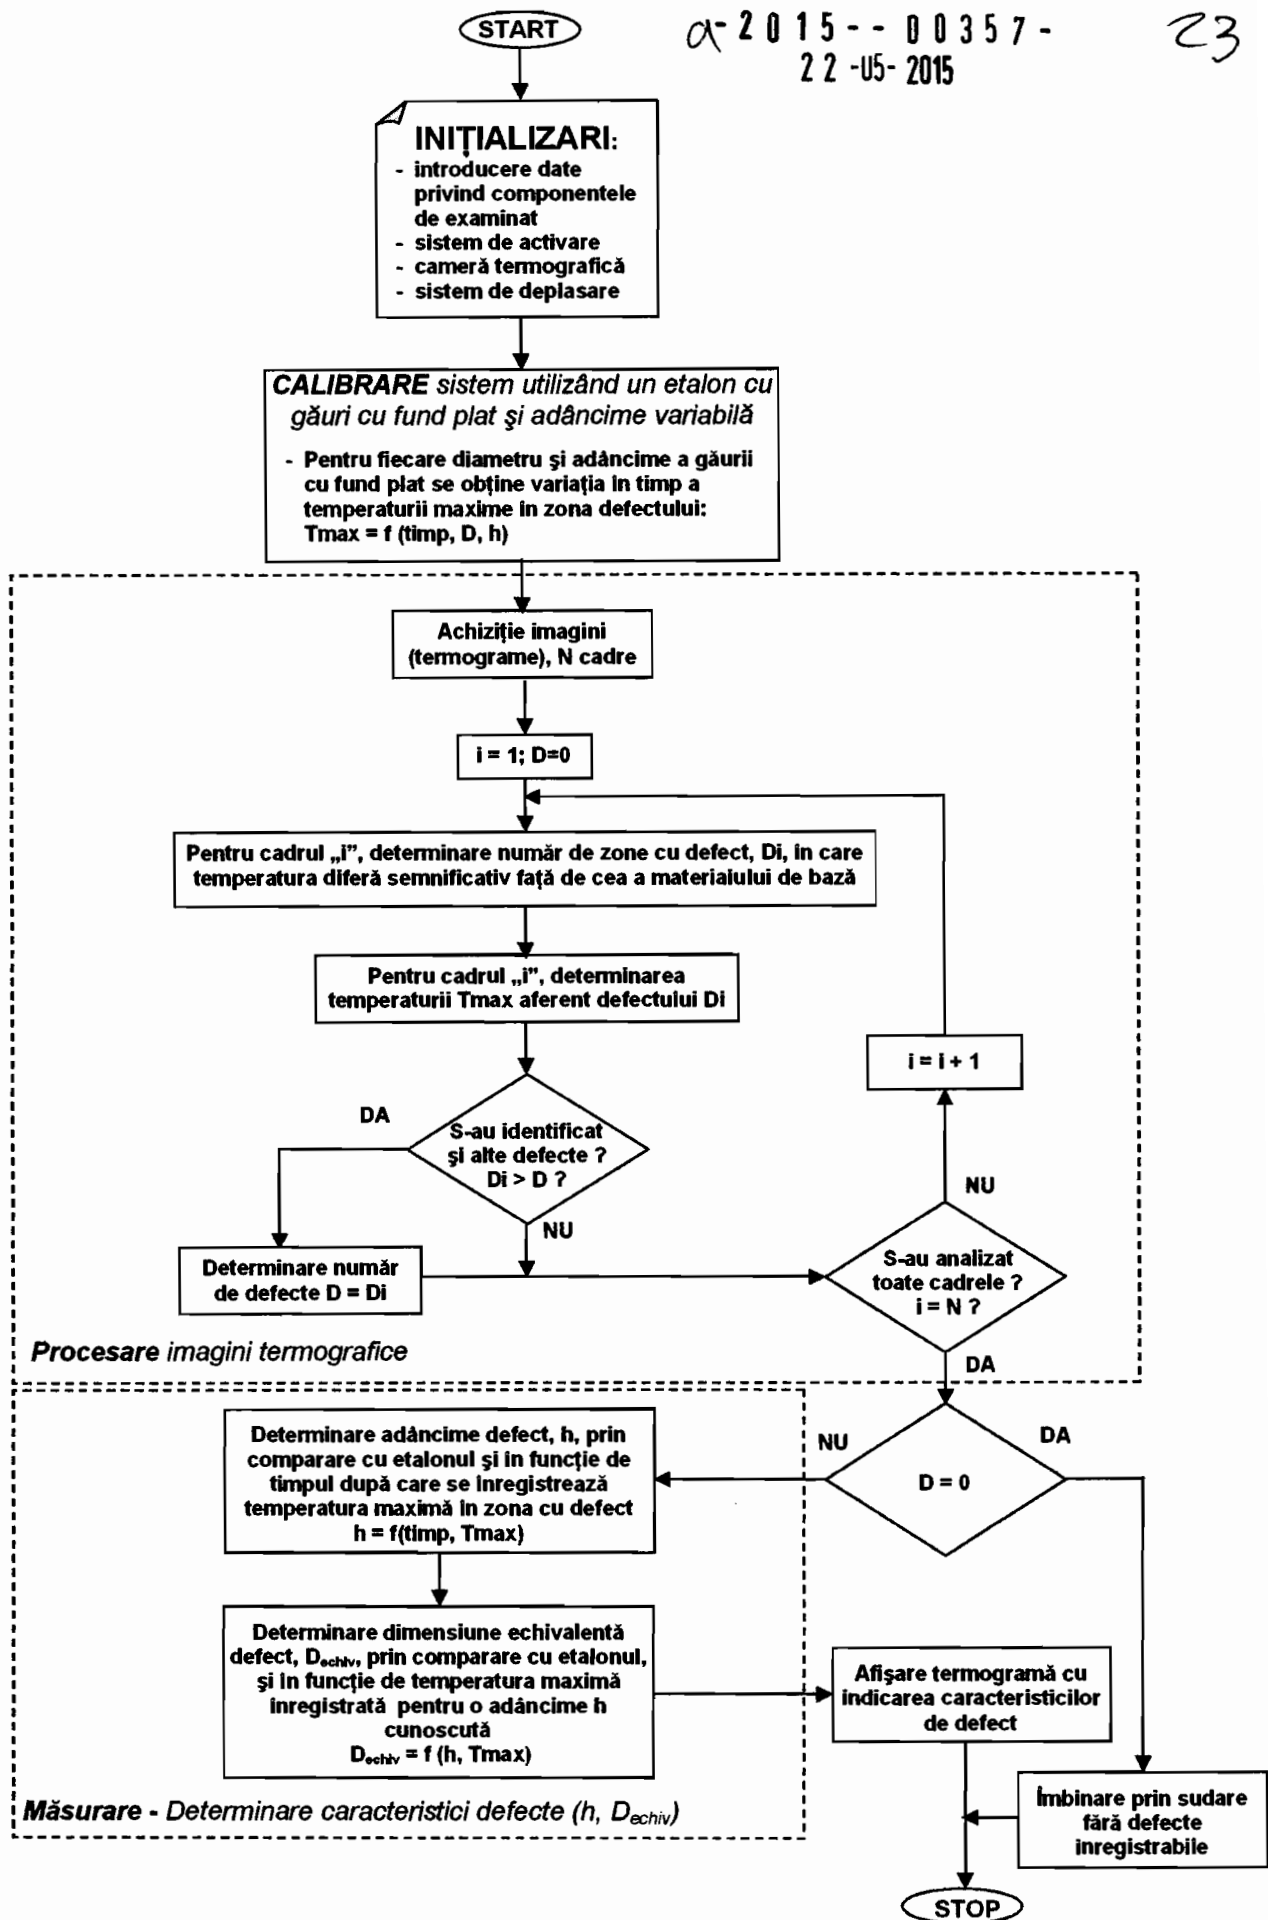 START
a-2015--00357-
22-05-2015
23
INIȚIALIZARI:
- introducere date
privind componentele
de examinat
- sistem de activare
- cameră termografică
- sistem de deplasare
CALIBRARE sistem utilizând un etalon cu
găuri cu fund plat şi adâncime variabilă
- Pentru fiecare diametru şi adâncime a găurii
cu fund plat se obține variația în timp a
temperaturii maxime în zona defectului:
Tmax = f (timp, D, h)
Achiziție imagini
(termograme), N cadre
i = 1; D=0
Pentru cadrul „i”, determinare număr de zone cu defect, Di, în care
temperatura diferă semnificativ față de cea a materialului de bază
Pentru cadrul „i”, determinarea
temperaturii Tmax aferent defectului Di
i = i + 1
DA
S-au identificat
şi alte defecte ?
Di > D ?
NU
NU
Determinare număr
de defecte D = Di
S-au analizat
toate cadrele ?
i = N ?
Procesare imagini termografice
DA
Determinare adâncime defect, h, prin
comparare cu etalonul şi în funcție de
timpul după care se înregistrează
temperatura maximă în zona cu defect
h = f(timp, Tmax)
NU
DA
D = 0
Determinare dimensiune echivalentă
defect, Dechiv, prin comparare cu etalonul,
şi în funcție de temperatura maximă
înregistrată pentru o adâncime h
cunoscută
Dechiv = f (h, Tmax)
Afişare termogramă cu
indicarea caracteristicilor
de defect
Măsurare - Determinare caracteristici defecte (h, Dechiv)
Îmbinare prin sudare
fără defecte
înregistrabile
STOP